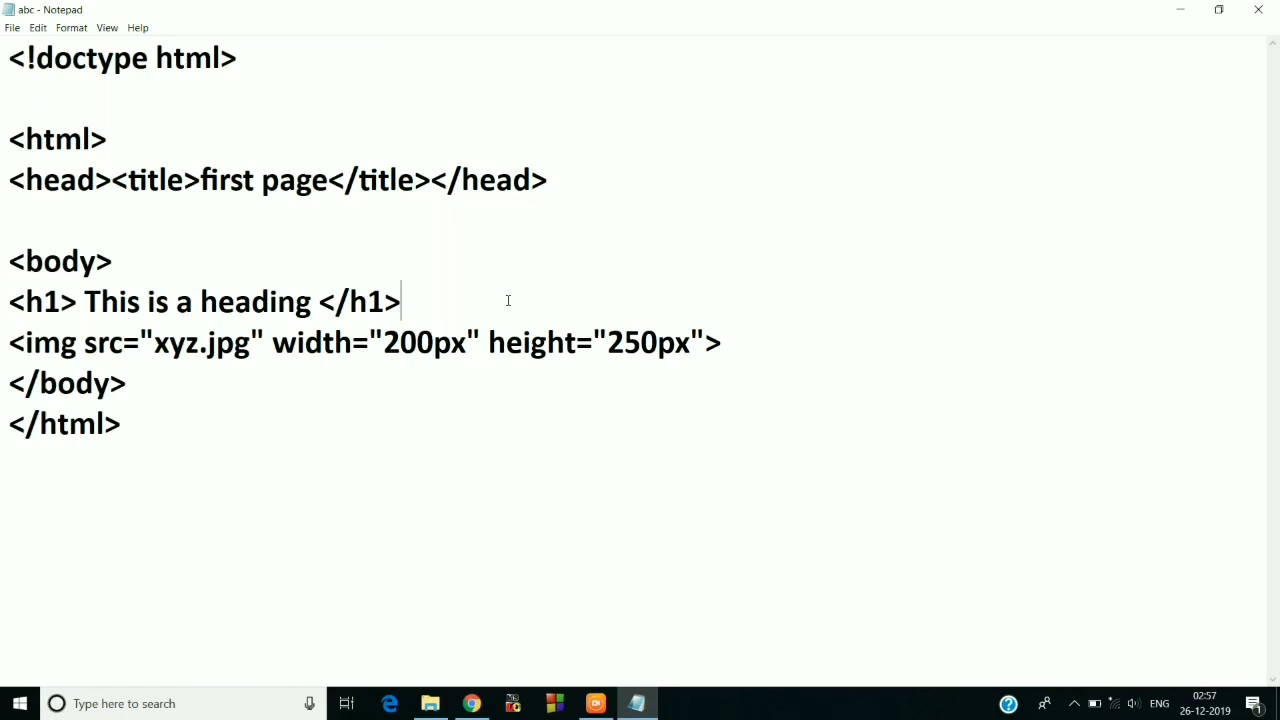 abc - Notepad
File Edit Format View Help
<!doctype html>
<html>
<head><title>first page</title></head>
<body>
<h1> This is a heading </h1>
<img src="xyz.jpg" width="200px" height="250px">
</body>
</html>
Type here to search
ENG
02:57
26-12-2019
1